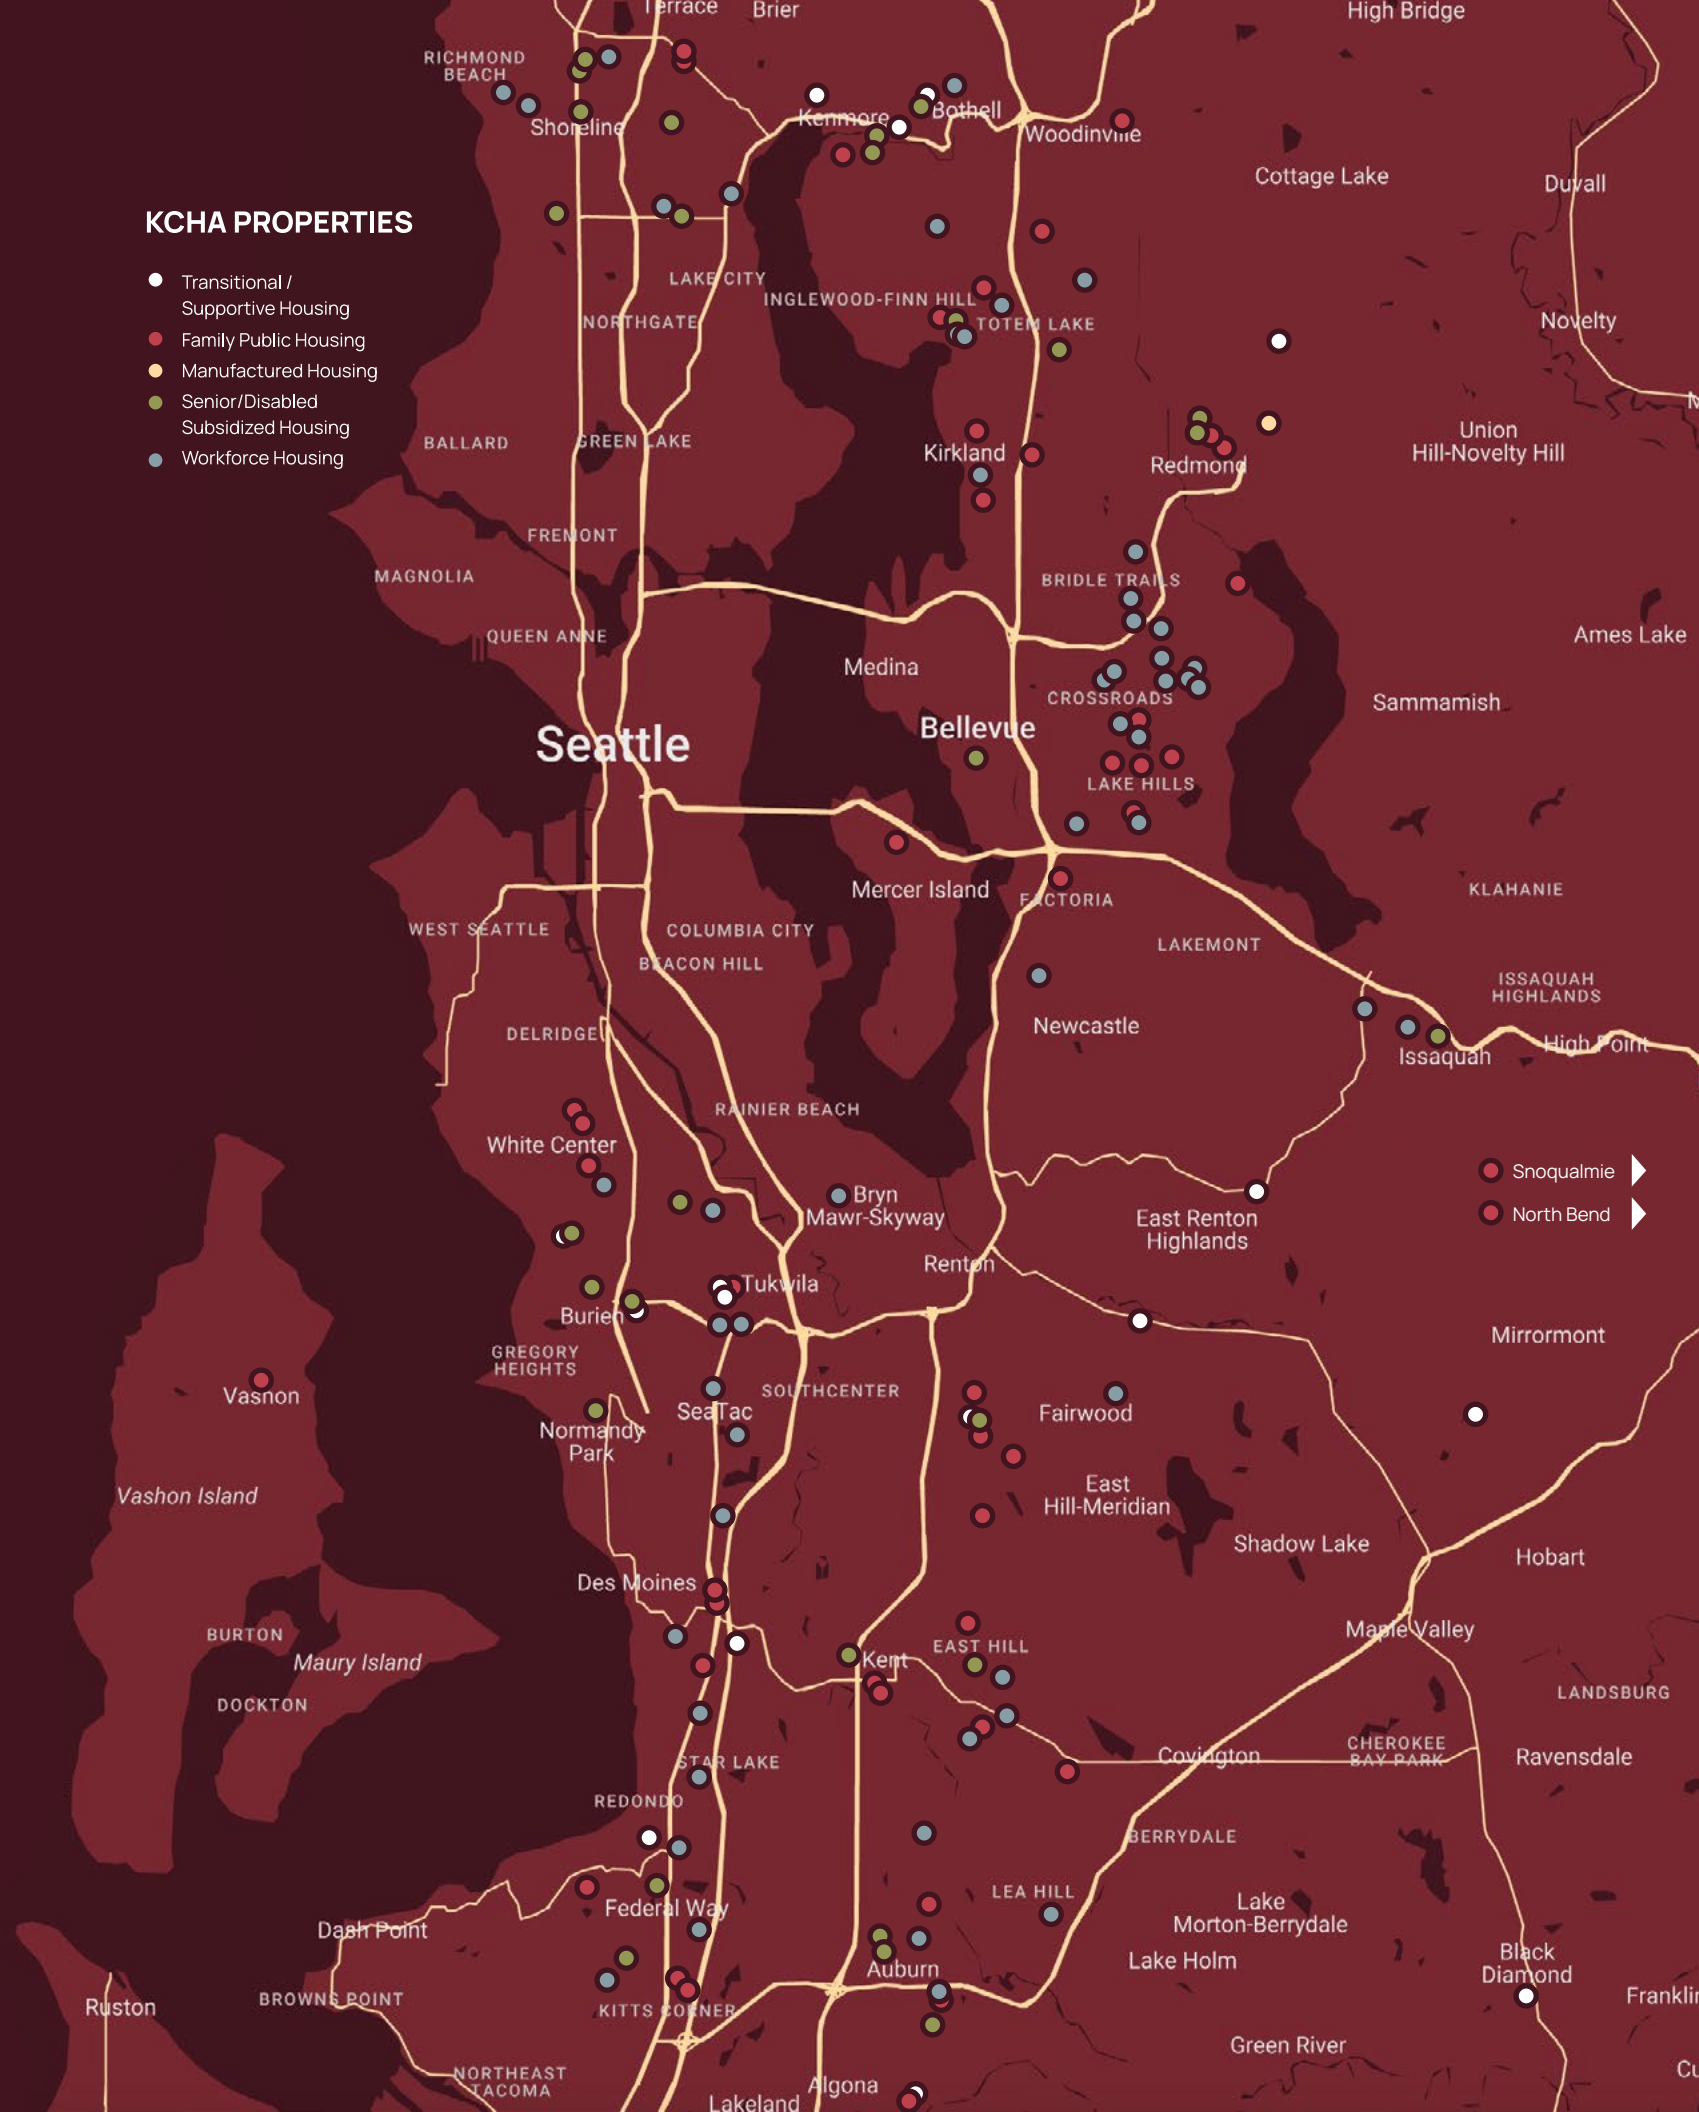 Terrace
Brier
High Bridge
RICHMOND
BEACH
Kenmore
Bothell
Shoreline
Woodinville
Cottage Lake
Duvall
KCHA PROPERTIES
Transitional /
Supportive Housing
Family Public Housing
Manufactured Housing
Senior/Disabled
Subsidized Housing
Workforce Housing
LAKE CITY
INGLEWOOD-FINN HILL
NORTHGATE
TOTEM LAKE
Novelty
BALLARD
GREEN LAKE
Kirkland
Redmond
Union
Hill-Novelty Hill
FREMONT
MAGNOLIA
BRIDLE TRAILS
QUEEN ANNE
Ames Lake
Medina
CROSSROADS
Sammamish
Seattle
Bellevue
LAKE HILLS
Mercer Island
FACTORIA
KLAHANIE
WEST SEATTLE
COLUMBIA CITY
LAKEMONT
BEACON HILL
ISSAQUAH
HIGHLANDS
DELRIDGE
Newcastle
High Point
Issaquah
RAINIER BEACH
White Center
Snoqualmie
North Bend
Bryn
Mawr-Skyway
East Renton
Highlands
Renton
Tukwila
Burien
Mirrormont
GREGORY
HEIGHTS
Vashon
SOUTHCENTER
SeaTac
Fairwood
Normandy
Park
Vashon Island
East
Hill-Meridian
Shadow Lake
Hobart
Des Moines
BURTON
Maury Island
EAST HILL
Maple Valley
Kent
DOCKTON
LANDSBURG
STAR LAKE
Covington
CHEROKEE
BAY PARK
Ravensdale
REDONDO
BERRYDALE
LEA HILL
Lake
Morton-Berrydale
Federal Way
Dash Point
Auburn
Lake Holm
Black
Diamond
Ruston
BROWNS POINT
KITTS CORNER
Franklin
Green River
NORTHEAST
TACOMA
Algona
Lakeland